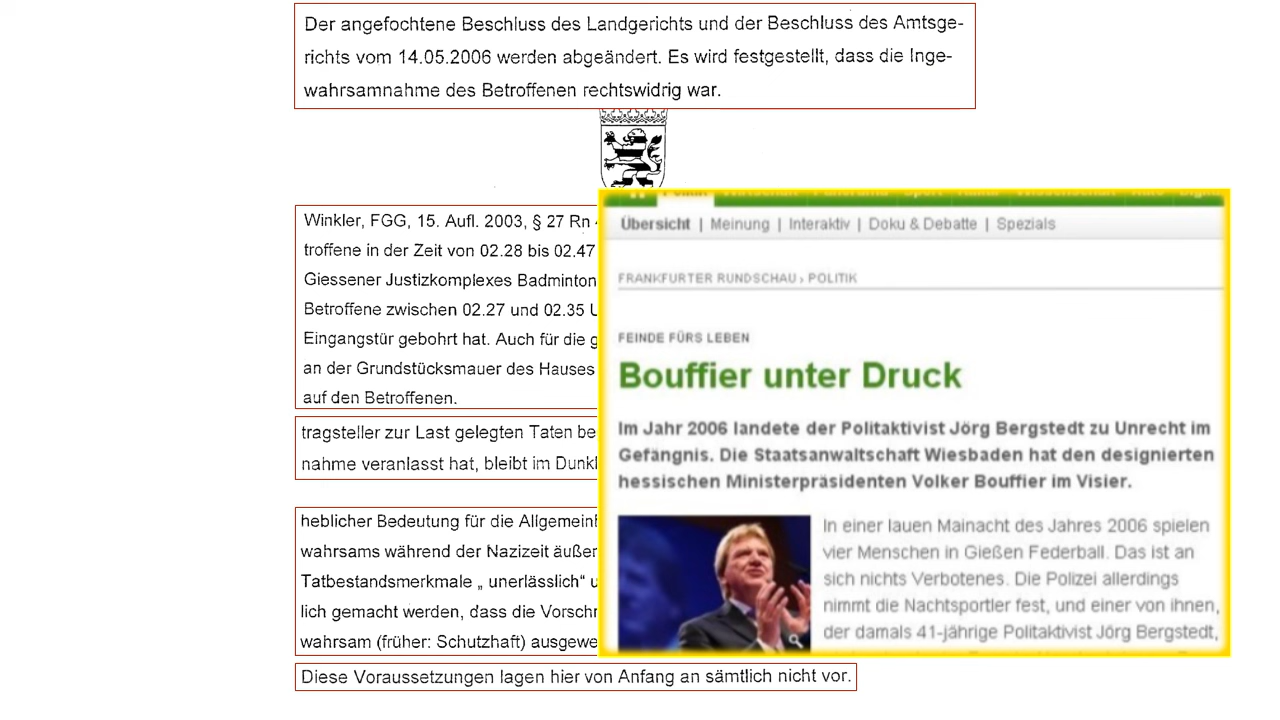 Der angefochtene Beschluss des Landgerichts und der Beschluss des Amtsge-
richts vom 14.05.2006 werden abgeändert. Es wird festgestellt, dass die Inge-
wahrsamnahme des Betroffenen rechtswidrig war.
Winkler, FGG, 15. Aufl. 2003, § 27 Rn
troffene in der Zeit von 02.28 bis 02.47
Giessener Justizkomplexes Badminton
Betroffene zwischen 02.27 und 02.35
Eingangstür gebohrt hat. Auch für die
an der Grundstücksmauer des Hauses
auf den Betroffenen.
tragsteller zur Last gelegten Taten be
nahme veranlasst hat, bleibt im Dunkl
heblicher Bedeutung für die Allgemein
wahrsams während der Nazizeit äußer
Tatbestandsmerkmale „ unerlässlich“ u
lich gemacht werden, dass die Vorschr
wahrsam (früher: Schutzhaft) ausgewe
Diese Voraussetzungen lagen hier von Anfang an sämtlich nicht vor.
Übersicht | Meinung | Interaktiv | Doku & Debatte | Spezials
FRANKFURTER RUNDSCHAU › POLITIK
FEINDE FÜRS LEBEN
Bouffier unter Druck
Im Jahr 2006 landete der Politaktivist Jörg Bergstedt zu Unrecht im
Gefängnis. Die Staatsanwaltschaft Wiesbaden hat den designierten
hessischen Ministerpräsidenten Volker Bouffier im Visier.
In einer lauen Mainacht des Jahres 2006 spielen
vier Menschen in Gießen Federball. Das ist an
sich nichts Verbotenes. Die Polizei allerdings
nimmt die Nachtsportler fest, und einer von ihnen,
der damals 41-jährige Politaktivist Jörg Bergstedt,